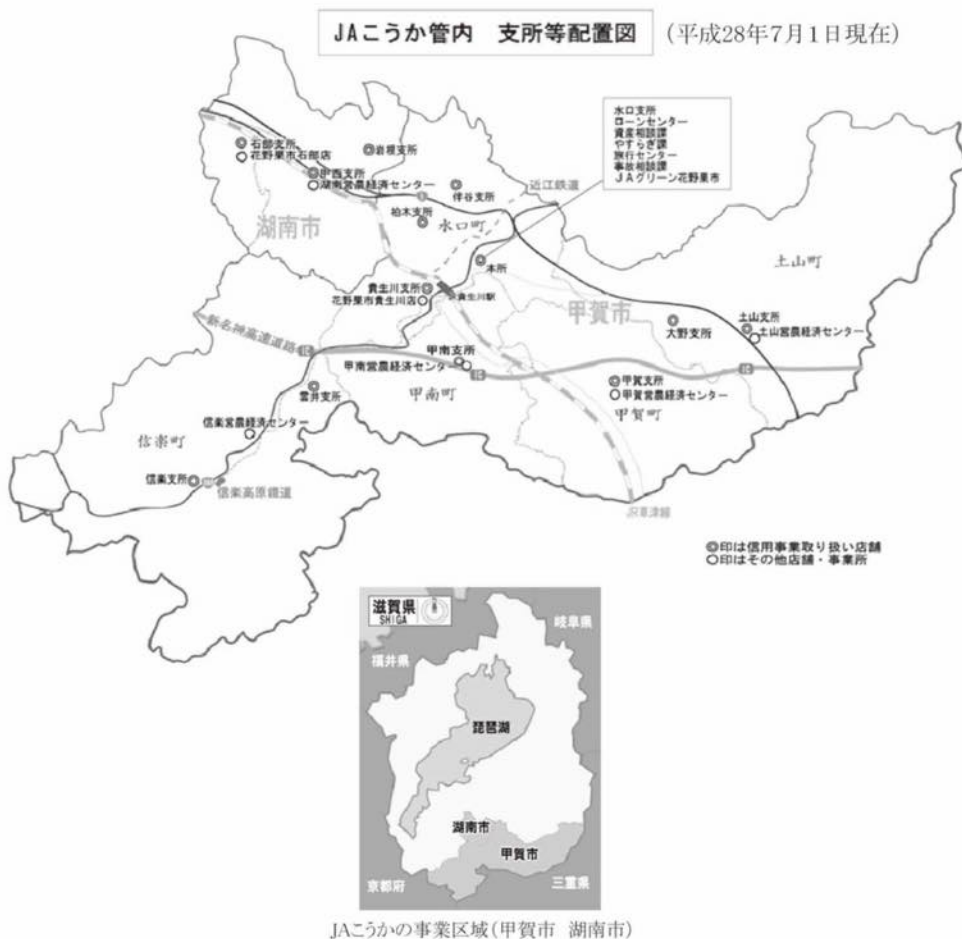 JAこうか管内 支所等配置図 (平成28年7月1日現在)
水口支所
ローンセンター
資産相談課
やすらぎ課
旅行センター
事故相談課
JAグリーン花野果市
石部支所
花野果市石部店
岩根支所
甲西支所
湖南営農経済センター
伴谷支所
近江鉄道
柏木支所
水口町
湖南市
土山町
本所
貴生川支所
花野果市貴生川店
貴生川駅
甲賀市
土山支所
大野支所
土山営農経済センター
新名神高速道路
IC
甲南支所
甲南営農経済センター
IC
IC
甲賀支所
甲賀営農経済センター
雲井支所
甲南町
甲賀町
信楽営農経済センター
信楽町
信楽支所
信楽高原鐵道
JR草津線
◎印は信用事業取り扱い店舗
○印はその他店舗・事業所
滋賀県
SHIGA
岐阜県
福井県
琵琶湖
湖南市
甲賀市
京都府
三重県
JAこうかの事業区域(甲賀市 湖南市)